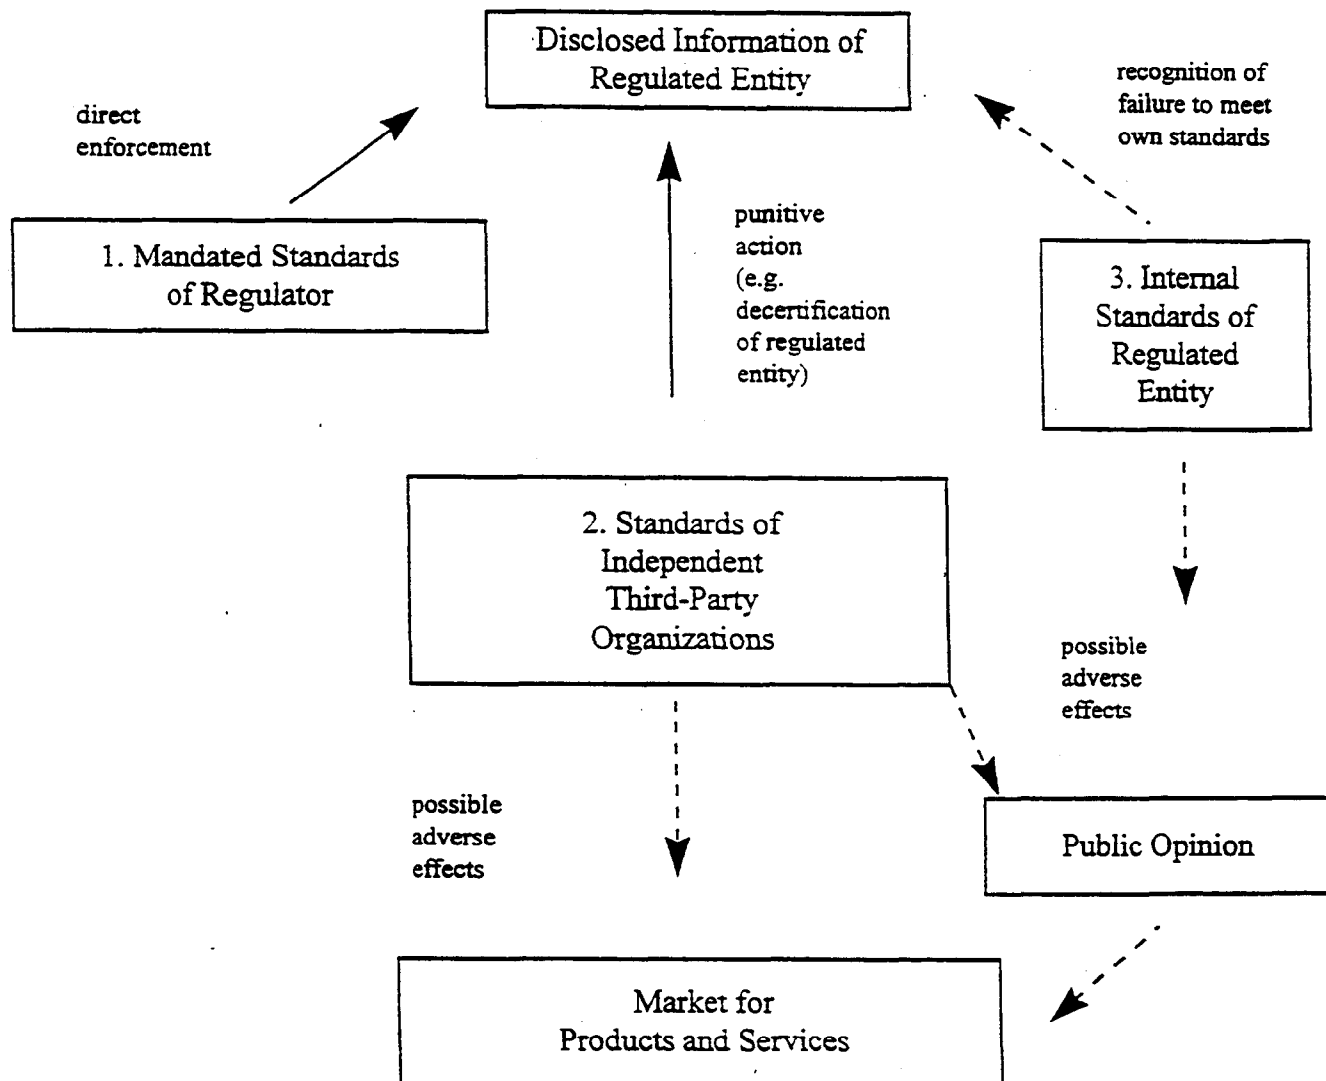 Disclosed Information of
Regulated Entity
direct
enforcement
recognition of
failure to meet
own standards
1. Mandated Standards
of Regulator
punitive
action
(e.g.
decertification
of regulated
entity)
3. Internal
Standards of
Regulated
Entity
2. Standards of
Independent
Third-Party
Organizations
possible
adverse
effects
possible
adverse
effects
Public Opinion
Market for
Products and Services